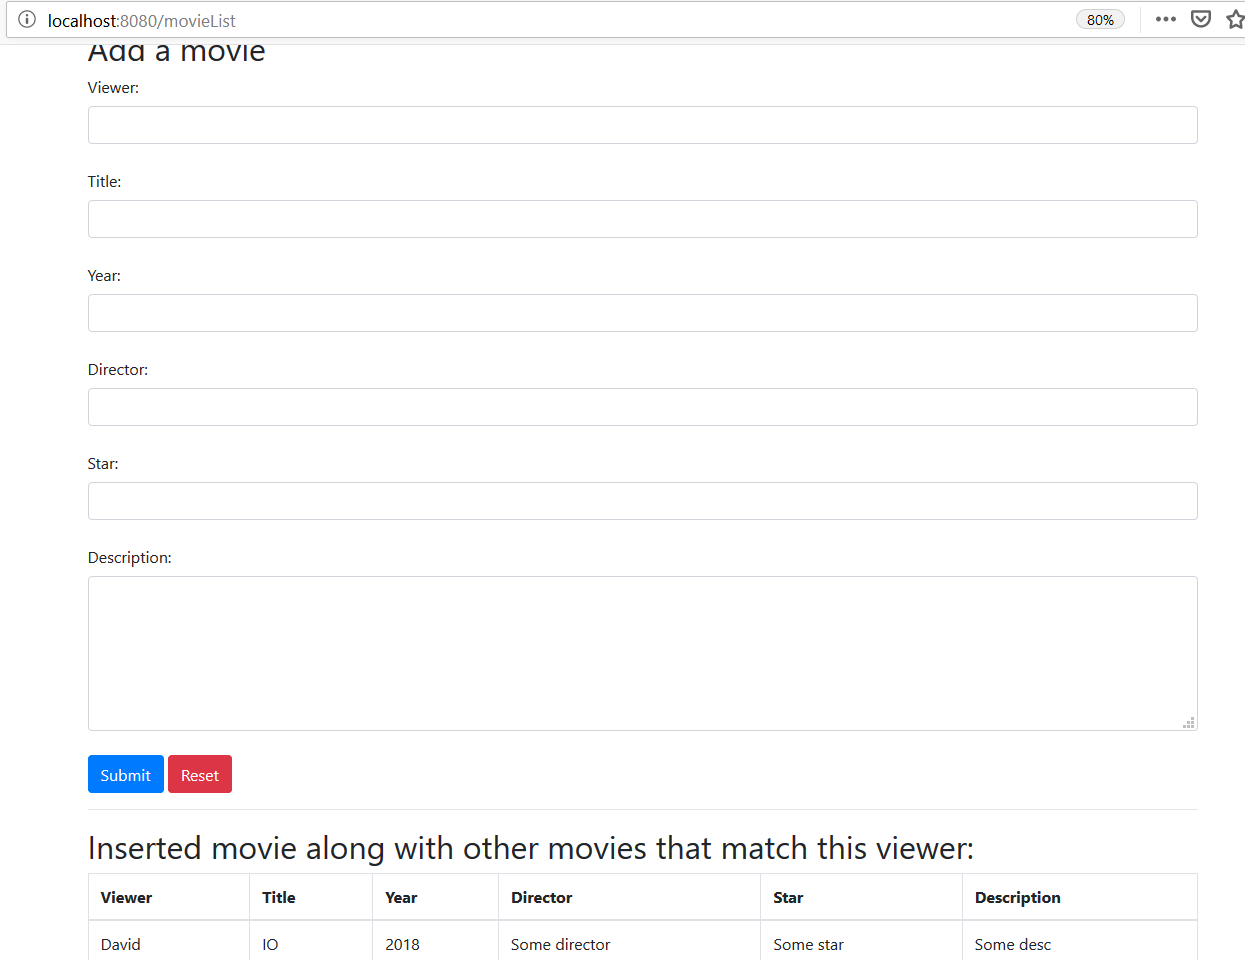 localhost:8080/movieList 80%
Add a movie
Viewer:
Title:
Year:
Director:
Star:
Description:
Submit Reset
Inserted movie along with other movies that match this viewer:
Viewer Title Year Director Star Description
David IO 2018 Some director Some star Some desc